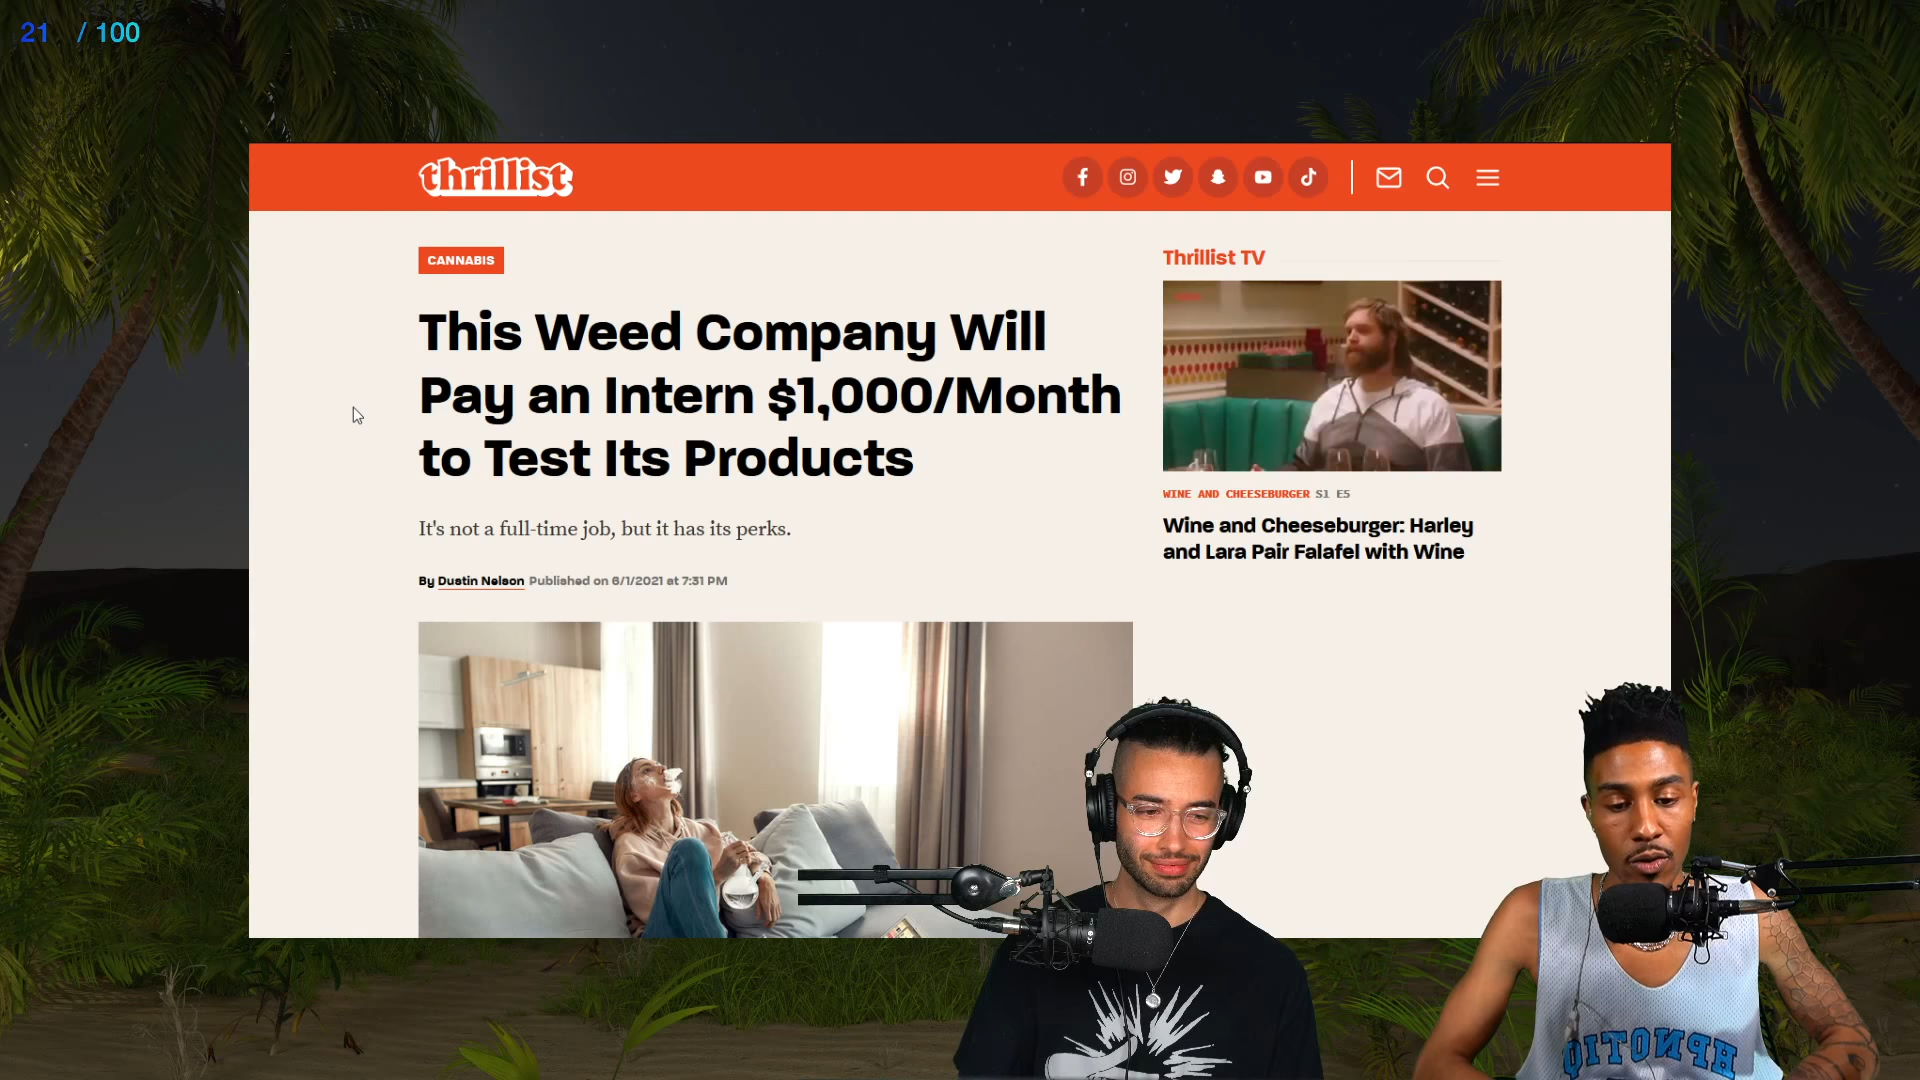 21 / 100
thrillist
CANNABIS
This Weed Company Will
Pay an Intern $1,000/Month
to Test Its Products
It's not a full-time job, but it has its perks.
By Dustin Nelson Published on 6/1/2021 at 7:31 PM
Thrillist TV
WINE AND CHEESEBURGER S1 E5
Wine and Cheeseburger: Harley
and Lara Pair Falafel with Wine
HPNOTIQ